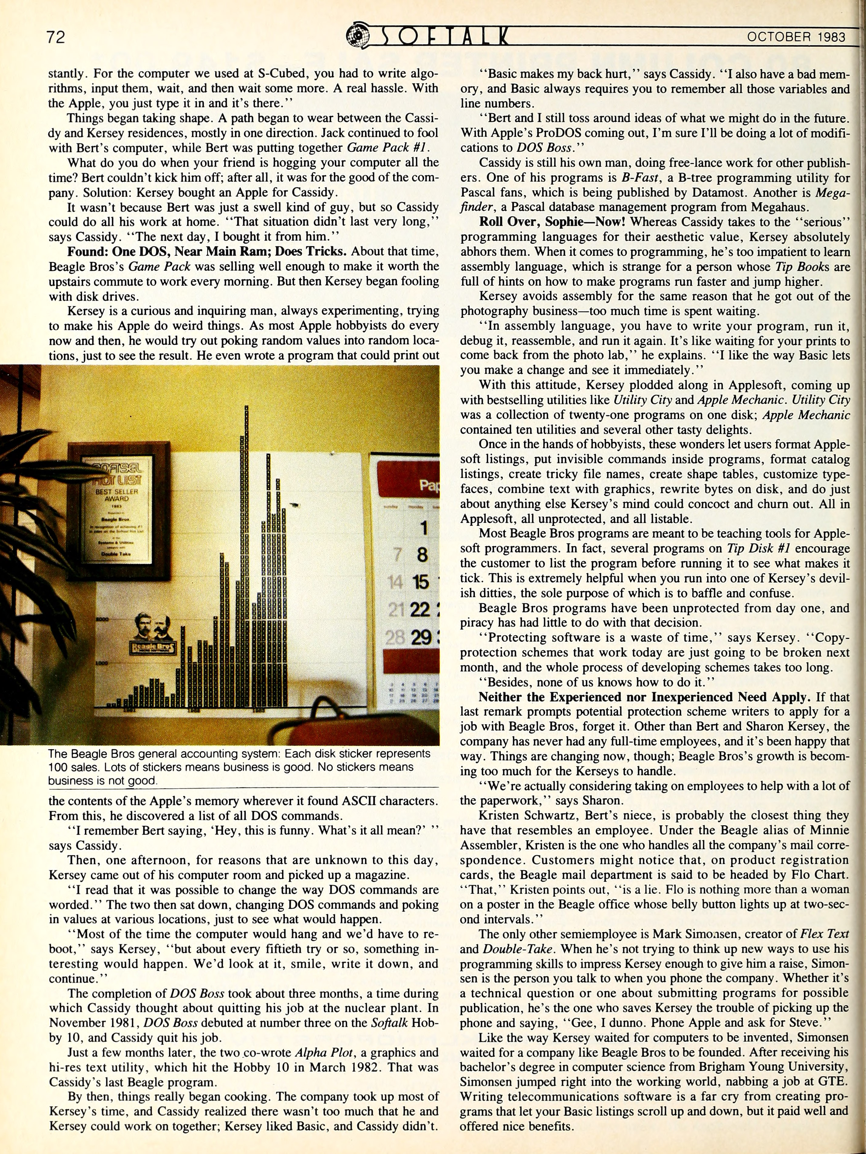 72
SOFTALK
OCTOBER 1983
stantly. For the computer we used at S-Cubed, you had to write algo-
rithms, input them, wait, and then wait some more. A real hassle. With
the Apple, you just type it in and it's there.''
Things began taking shape. A path began to wear between the Cassi-
dy and Kersey residences, mostly in one direction. Jack continued to fool
with Bert's computer, while Bert was putting together Game Pack #1.
What do you do when your friend is hogging your computer all the
time? Bert couldn't kick him off; after all, it was for the good of the com-
pany. Solution: Kersey bought an Apple for Cassidy.
It wasn't because Bert was just a swell kind of guy, but so Cassidy
could do all his work at home. ''That situation didn't last very long,''
says Cassidy. ''The next day, I bought it from him.''
Found: One DOS, Near Main Ram; Does Tricks. About that time,
Beagle Bros's Game Pack was selling well enough to make it worth the
upstairs commute to work every morning. But then Kersey began fooling
with disk drives.
Kersey is a curious and inquiring man, always experimenting, trying
to make his Apple do weird things. As most Apple hobbyists do every
now and then, he would try out poking random values into random loca-
tions, just to see the result. He even wrote a program that could print out
SOFTALK
HOT LIST
BEST SELLER
AWARD
1983
Beagle Bros
Double Take
Beagle Bros
Pap
1
7 8
14 15
21 22
28 29
The Beagle Bros general accounting system: Each disk sticker represents
100 sales. Lots of stickers means business is good. No stickers means
business is not good.
the contents of the Apple's memory wherever it found ASCII characters.
From this, he discovered a list of all DOS commands.
''I remember Bert saying, 'Hey, this is funny. What's it all mean?' ''
says Cassidy.
Then, one afternoon, for reasons that are unknown to this day,
Kersey came out of his computer room and picked up a magazine.
''I read that it was possible to change the way DOS commands are
worded.'' The two then sat down, changing DOS commands and poking
in values at various locations, just to see what would happen.
''Most of the time the computer would hang and we'd have to re-
boot,'' says Kersey, ''but about every fiftieth try or so, something in-
teresting would happen. We'd look at it, smile, write it down, and
continue.''
The completion of DOS Boss took about three months, a time during
which Cassidy thought about quitting his job at the nuclear plant. In
November 1981, DOS Boss debuted at number three on the Softalk Hob-
by 10, and Cassidy quit his job.
Just a few months later, the two co-wrote Alpha Plot, a graphics and
hi-res text utility, which hit the Hobby 10 in March 1982. That was
Cassidy's last Beagle program.
By then, things really began cooking. The company took up most of
Kersey's time, and Cassidy realized there wasn't too much that he and
Kersey could work on together; Kersey liked Basic, and Cassidy didn't.
''Basic makes my back hurt,'' says Cassidy. ''I also have a bad mem-
ory, and Basic always requires you to remember all those variables and
line numbers.
''Bert and I still toss around ideas of what we might do in the future.
With Apple's ProDOS coming out, I'm sure I'll be doing a lot of modifi-
cations to DOS Boss.''
Cassidy is still his own man, doing free-lance work for other publish-
ers. One of his programs is B-Fast, a B-tree programming utility for
Pascal fans, which is being published by Datamost. Another is Mega-
finder, a Pascal database management program from Megahaus.
Roll Over, Sophie—Now! Whereas Cassidy takes to the ''serious''
programming languages for their aesthetic value, Kersey absolutely
abhors them. When it comes to programming, he's too impatient to learn
assembly language, which is strange for a person whose Tip Books are
full of hints on how to make programs run faster and jump higher.
Kersey avoids assembly for the same reason that he got out of the
photography business—too much time is spent waiting.
''In assembly language, you have to write your program, run it,
debug it, reassemble, and run it again. It's like waiting for your prints to
come back from the photo lab,'' he explains. ''I like the way Basic lets
you make a change and see it immediately.''
With this attitude, Kersey plodded along in Applesoft, coming up
with bestselling utilities like Utility City and Apple Mechanic. Utility City
was a collection of twenty-one programs on one disk; Apple Mechanic
contained ten utilities and several other tasty delights.
Once in the hands of hobbyists, these wonders let users format Apple-
soft listings, put invisible commands inside programs, format catalog
listings, create tricky file names, create shape tables, customize type-
faces, combine text with graphics, rewrite bytes on disk, and do just
about anything else Kersey's mind could concoct and churn out. All in
Applesoft, all unprotected, and all listable.
Most Beagle Bros programs are meant to be teaching tools for Apple-
soft programmers. In fact, several programs on Tip Disk #1 encourage
the customer to list the program before running it to see what makes it
tick. This is extremely helpful when you run into one of Kersey's devil-
ish ditties, the sole purpose of which is to baffle and confuse.
Beagle Bros programs have been unprotected from day one, and
piracy has had little to do with that decision.
''Protecting software is a waste of time,'' says Kersey. ''Copy-
protection schemes that work today are just going to be broken next
month, and the whole process of developing schemes takes too long.
''Besides, none of us knows how to do it.''
Neither the Experienced nor Inexperienced Need Apply. If that
last remark prompts potential protection scheme writers to apply for a
job with Beagle Bros, forget it. Other than Bert and Sharon Kersey, the
company has never had any full-time employees, and it's been happy that
way. Things are changing now, though; Beagle Bros's growth is becom-
ing too much for the Kerseys to handle.
''We're actually considering taking on employees to help with a lot of
the paperwork,'' says Sharon.
Kristen Schwartz, Bert's niece, is probably the closest thing they
have that resembles an employee. Under the Beagle alias of Minnie
Assembler, Kristen is the one who handles all the company's mail corre-
spondence. Customers might notice that, on product registration
cards, the Beagle mail department is said to be headed by Flo Chart.
''That,'' Kristen points out, ''is a lie. Flo is nothing more than a woman
on a poster in the Beagle office whose belly button lights up at two-sec-
ond intervals.''
The only other semiemployee is Mark Simonsen, creator of Flex Text
and Double-Take. When he's not trying to think up new ways to use his
programming skills to impress Kersey enough to give him a raise, Simon-
sen is the person you talk to when you phone the company. Whether it's
a technical question or one about submitting programs for possible
publication, he's the one who saves Kersey the trouble of picking up the
phone and saying, ''Gee, I dunno. Phone Apple and ask for Steve.''
Like the way Kersey waited for computers to be invented, Simonsen
waited for a company like Beagle Bros to be founded. After receiving his
bachelor's degree in computer science from Brigham Young University,
Simonsen jumped right into the working world, nabbing a job at GTE.
Writing telecommunications software is a far cry from creating pro-
grams that let your Basic listings scroll up and down, but it paid well and
offered nice benefits.